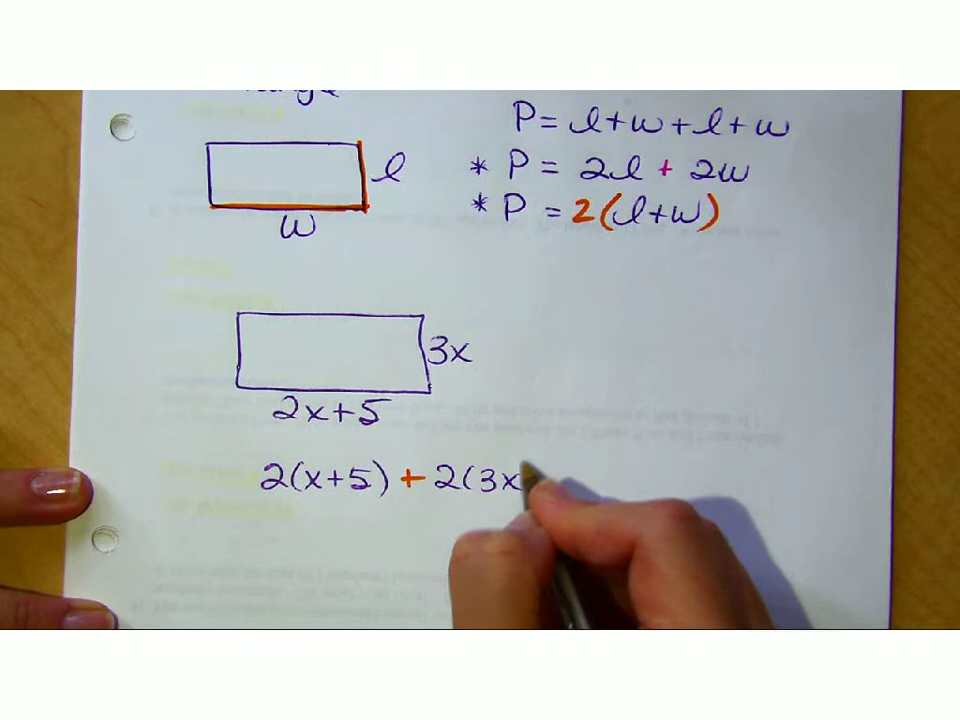 P = l + w + l + w
l
* P = 2l + 2w
* P = 2(l+w)
w
3x
2x+5
2(x+5) + 2(3x